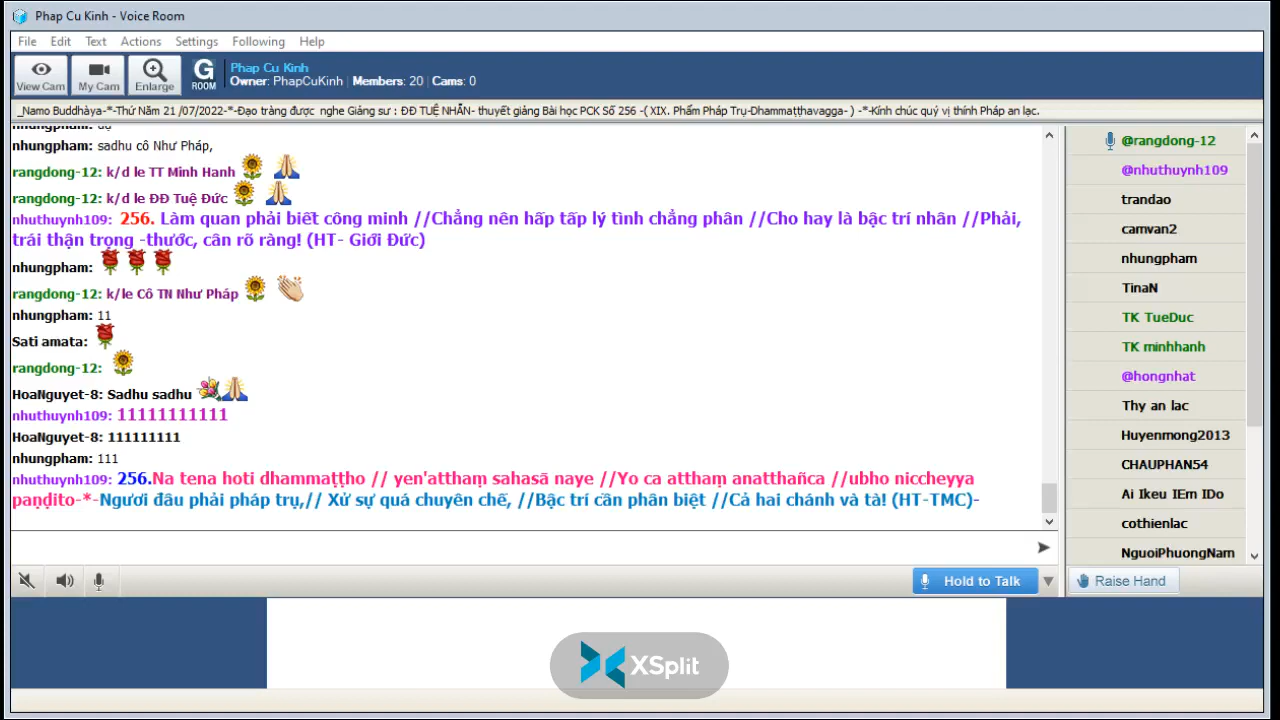 Phap Cu Kinh - Voice Room
File Edit Text Actions Settings Following Help
View Cam My Cam Enlarge G ROOM
Phap Cu Kinh
Owner: PhapCuKinh | Members: 20 | Cams: 0
_Namo Buddhàya-*-Thứ Năm 21 /07/2022-*-Đạo tràng được nghe Giảng sư : ĐĐ TUỆ NHẪN- thuyết giảng Bài học PCK Số 256 -( XIX. Phẩm Pháp Trụ-Dhammaṭṭhavagga- ) -*-Kính chúc quý vị thính Pháp an lạc.
nhungpham: sadhu cô Như Pháp,
rangdong-12: k/d le TT Minh Hanh
rangdong-12: k/d le ĐĐ Tuệ Đức
nhuthuynh109: 256. Làm quan phải biết công minh //Chẳng nên hấp tấp lý tình chẳng phân //Cho hay là bậc trí nhân //Phải,
trái thận trọng -thước, cân rõ ràng! (HT- Giới Đức)
nhungpham:
rangdong-12: k/le Cô TN Như Pháp
nhungpham: 11
Sati amata:
rangdong-12:
HoaNguyet-8: Sadhu sadhu
nhuthuynh109: 11111111111
HoaNguyet-8: 111111111
nhungpham: 111
nhuthuynh109: 256.Na tena hoti dhammaṭṭho // yen'atthaṃ sahasā naye //Yo ca atthaṃ anatthañca //ubho niccheyya
paṇḍito-*-Ngươi đâu phải pháp trụ,// Xử sự quá chuyên chế, //Bậc trí cần phân biệt //Cả hai chánh và tà! (HT-TMC)-
@rangdong-12
@nhuthuynh109
trandao
camvan2
nhungpham
TinaN
TK TueDuc
TK minhhanh
@hongnhat
Thy an lac
Huyenmong2013
CHAUPHAN54
Ai Ikeu IEm IDo
cothienlac
NguoiPhuongNam
Hold to Talk
Raise Hand
XSplit